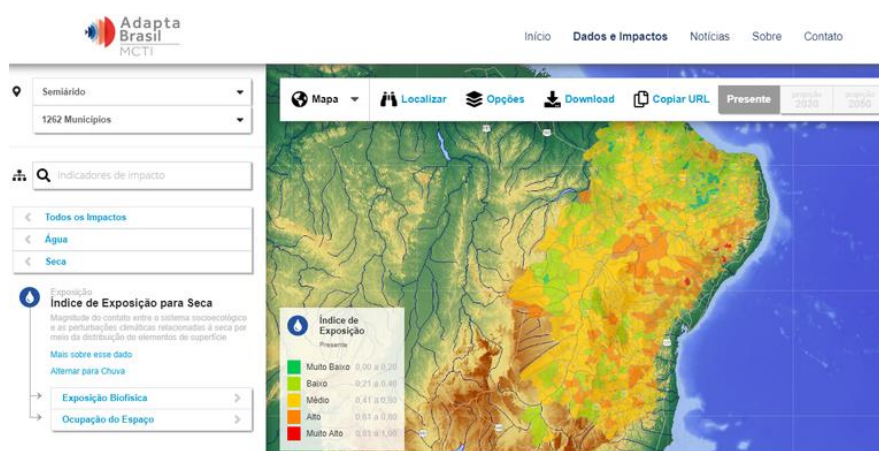 Adapta
Brasil
MCTI
Início Dados e Impactos Notícias Sobre Contato
Semiárido
1262 Municípios
Mapa Localizar Opções Download Copiar URL Presente projeção 2030 projeção 2050
Indicadores de impacto
Todos os Impactos
Água
Seca
Exposição
Índice de Exposição para Seca
Magnitude do contato entre o sistema socioecológico
e as perturbações climáticas relacionadas à seca por
meio da distribuição de elementos de superfície
Mais sobre esse dado
Alternar para Chuva
Exposição Biofísica
Ocupação do Espaço
Índice de
Exposição
Presente
Muito Baixo 0,00 a 0,20
Baixo 0,21 a 0,40
Médio 0,41 a 0,60
Alto 0,61 a 0,80
Muito Alto 0,81 a 1,00